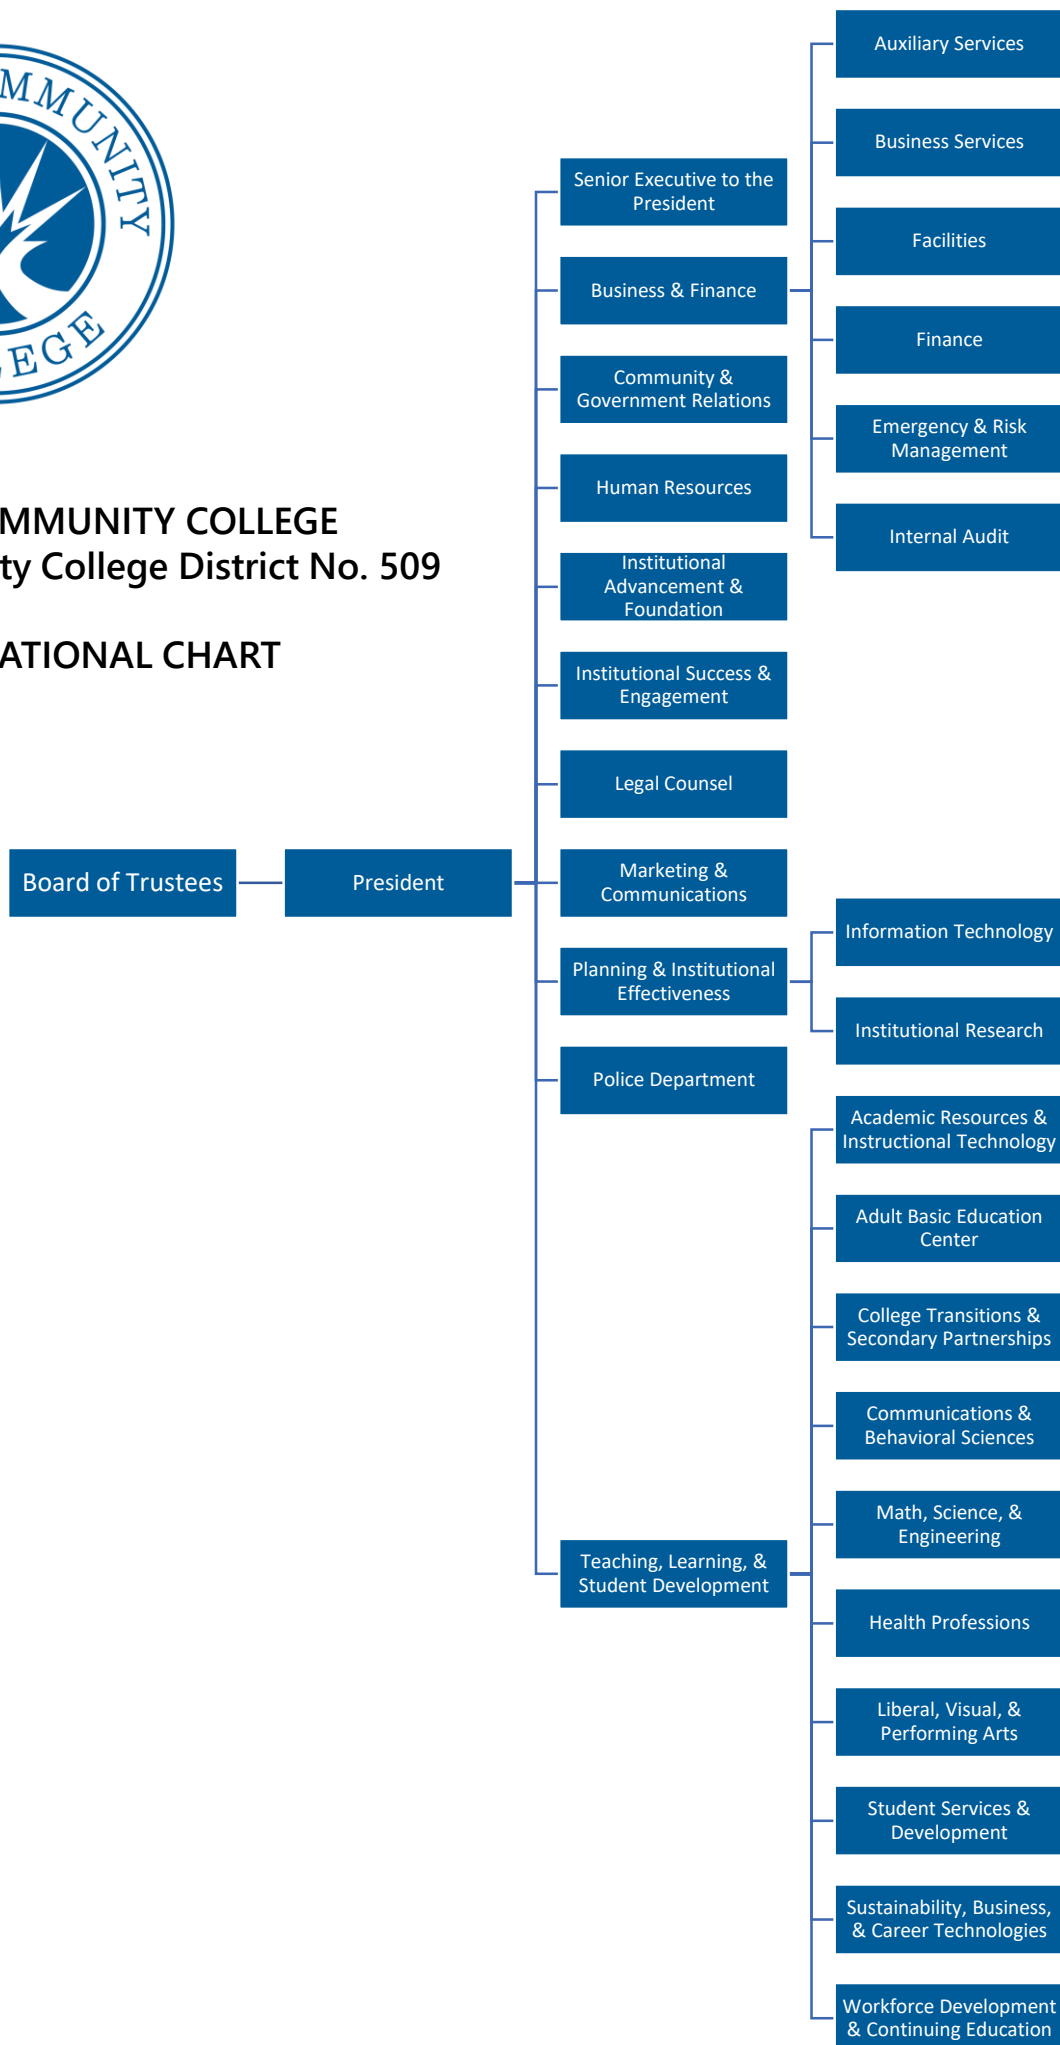 MMUNITY
EGE
MMUNITY COLLEGE
ty College District No. 509
ATIONAL CHART
Board of Trustees
President
Senior Executive to the
President
Business & Finance
Community &
Government Relations
Human Resources
Institutional
Advancement &
Foundation
Institutional Success &
Engagement
Legal Counsel
Marketing &
Communications
Planning & Institutional
Effectiveness
Police Department
Teaching, Learning, &
Student Development
Auxiliary Services
Business Services
Facilities
Finance
Emergency & Risk
Management
Internal Audit
Information Technology
Institutional Research
Academic Resources &
Instructional Technology
Adult Basic Education
Center
College Transitions &
Secondary Partnerships
Communications &
Behavioral Sciences
Math, Science, &
Engineering
Health Professions
Liberal, Visual, &
Performing Arts
Student Services &
Development
Sustainability, Business,
& Career Technologies
Workforce Development
& Continuing Education